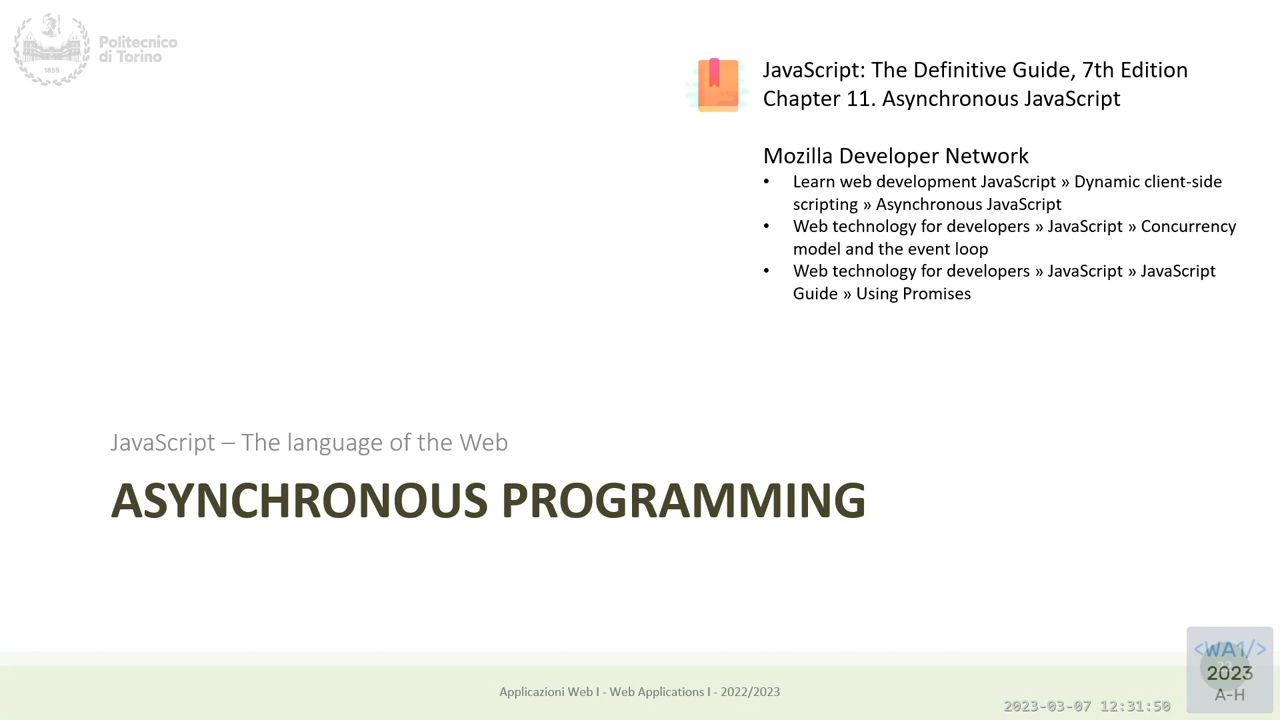 Politecnico
di Torino
1859
JavaScript: The Definitive Guide, 7th Edition
Chapter 11. Asynchronous JavaScript
Mozilla Developer Network
• Learn web development JavaScript » Dynamic client-side
scripting » Asynchronous JavaScript
• Web technology for developers » JavaScript » Concurrency
model and the event loop
• Web technology for developers » JavaScript » JavaScript
Guide » Using Promises
JavaScript – The language of the Web
ASYNCHRONOUS PROGRAMMING
Applicazioni Web I - Web Applications I - 2022/2023
2023-03-07 12:31:50
<WA1/>
2023
A-H